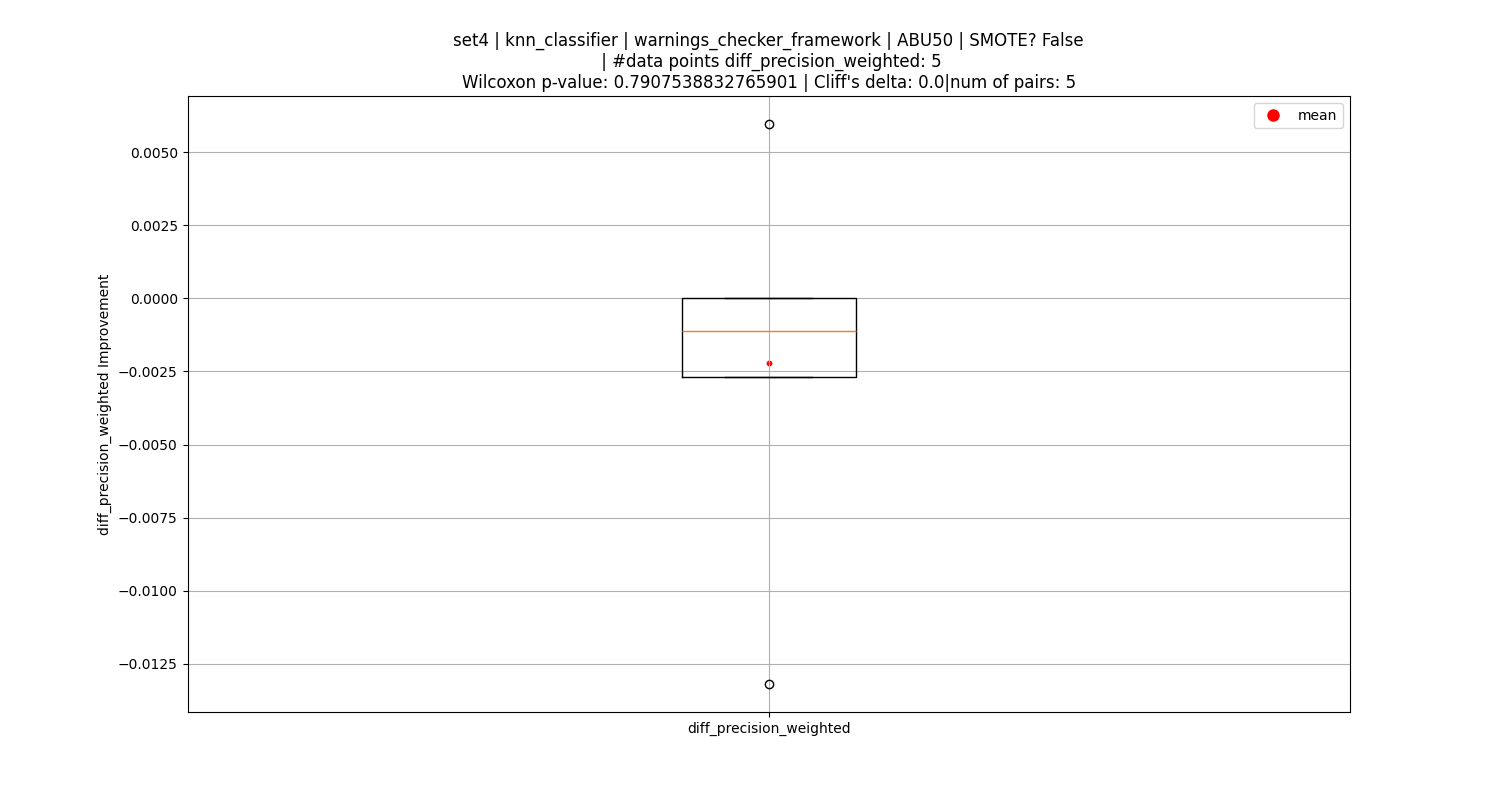 set4 | knn_classifier | warnings_checker_framework | ABU50 | SMOTE? False
| #data points diff_precision_weighted: 5
Wilcoxon p-value: 0.7907538832765901 | Cliff's delta: 0.0|num of pairs: 5
mean
0.0050
0.0025
0.0000
−0.0025
−0.0050
−0.0075
−0.0100
−0.0125
diff_precision_weighted Improvement
diff_precision_weighted